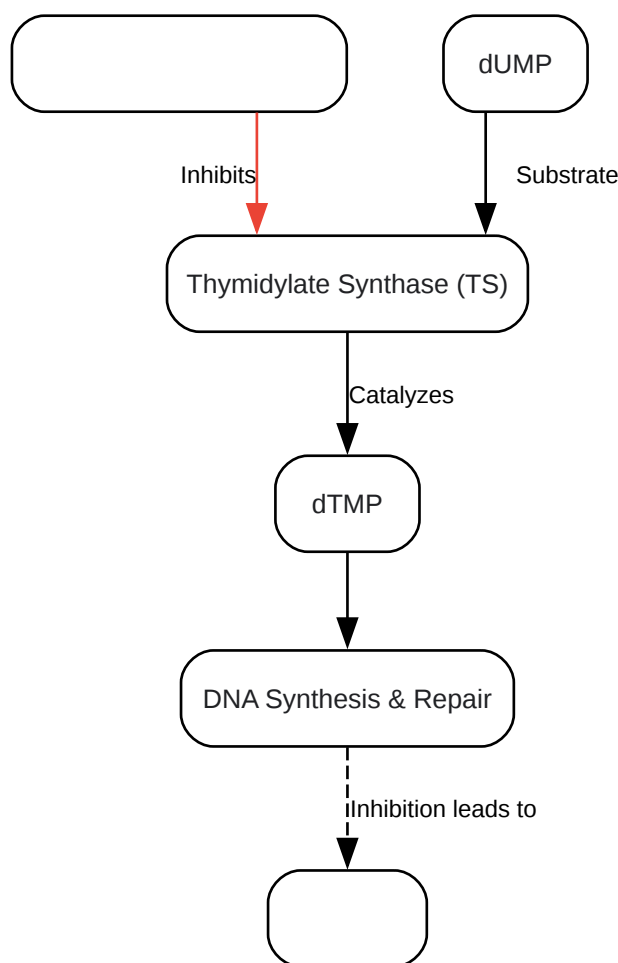 dUMP
Inhibits
Substrate
Thymidylate Synthase (TS)
Catalyzes
dTMP
DNA Synthesis & Repair
Inhibition leads to